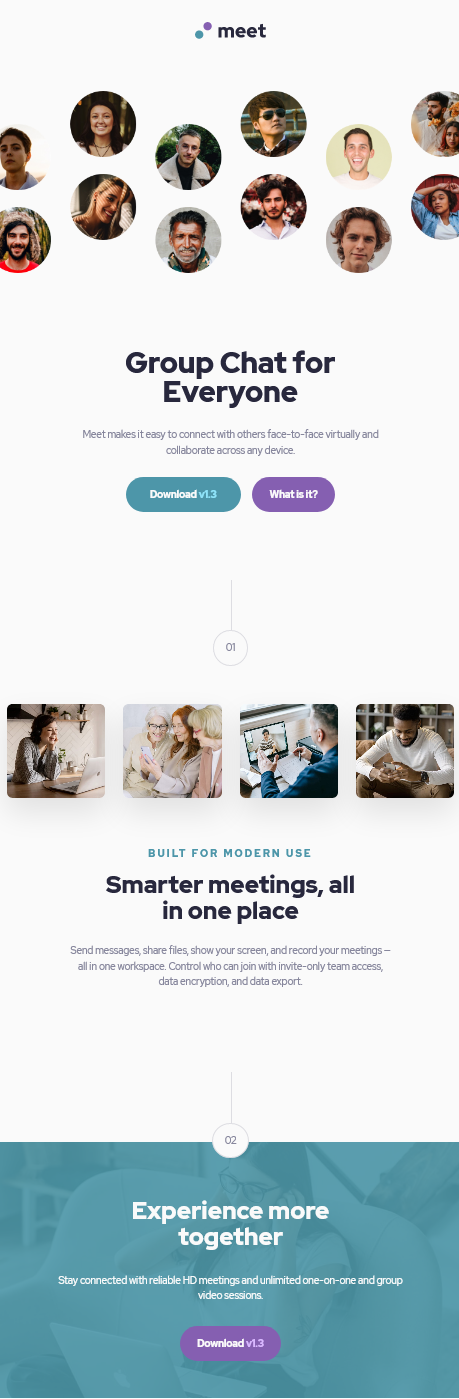 meet
Group Chat for
Everyone
Meet makes it easy to connect with others face-to-face virtually and
collaborate across any device.
Download v1.3
What is it?
01
BUILT FOR MODERN USE
Smarter meetings, all
in one place
Send messages, share files, show your screen, and record your meetings –
all in one workspace. Control who can join with invite-only team access,
data encryption, and data export.
02
Experience more
together
Stay connected with reliable HD meetings and unlimited one-on-one and group
video sessions.
Download v1.3